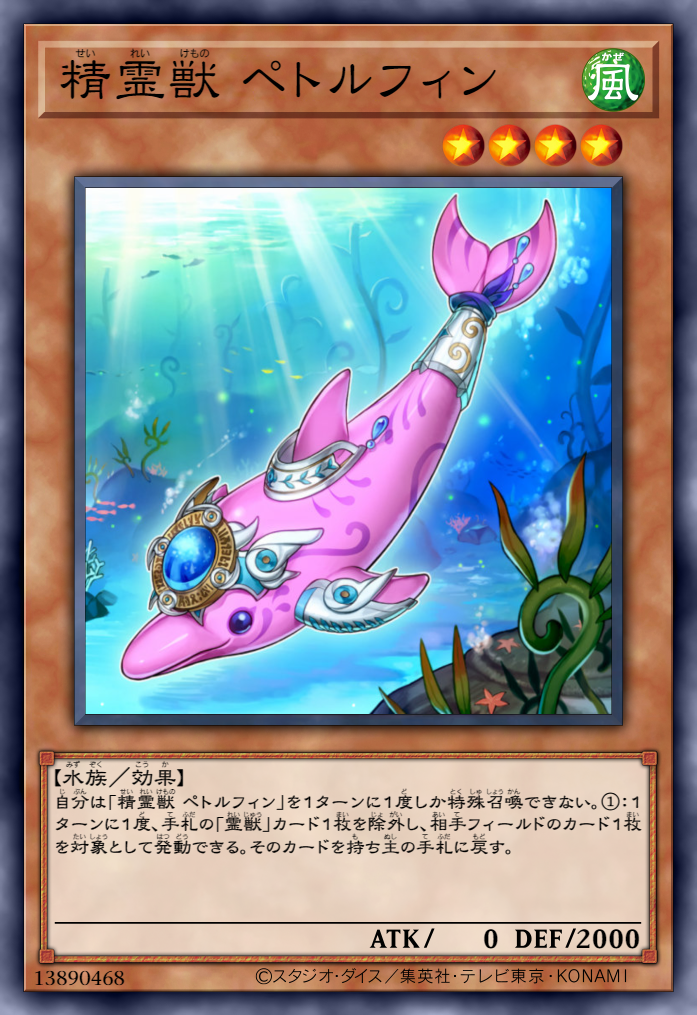 精霊獣 ペトルフィン
風
【水族／効果】
自分は「精霊獣 ペトルフィン」を1ターンに1度しか特殊召喚できない。①：1
ターンに1度、手札の「霊獣」カード1枚を除外し、相手フィールドのカード1枚
を対象として発動できる。そのカードを持ち主の手札に戻す。
ATK/ 0 DEF/2000
13890468 ©スタジオ・ダイス／集英社・テレビ東京・KONAMI